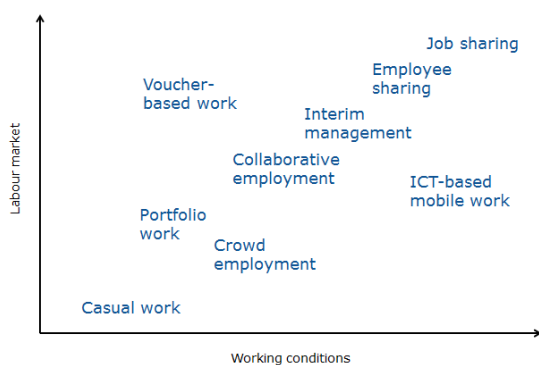 Job sharing
Employee
sharing
Voucher-
based work
Interim
management
Collaborative
employment
ICT-based
mobile work
Portfolio
work
Crowd
employment
Casual work
Labour market
Working conditions